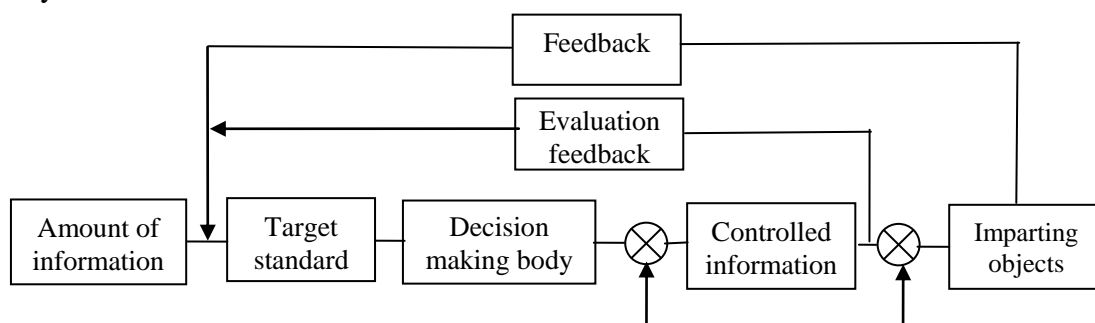 Feedback
Evaluation
feedback
Amount of
information
Target
standard
Decision
making body
Controlled
information
Imparting
objects